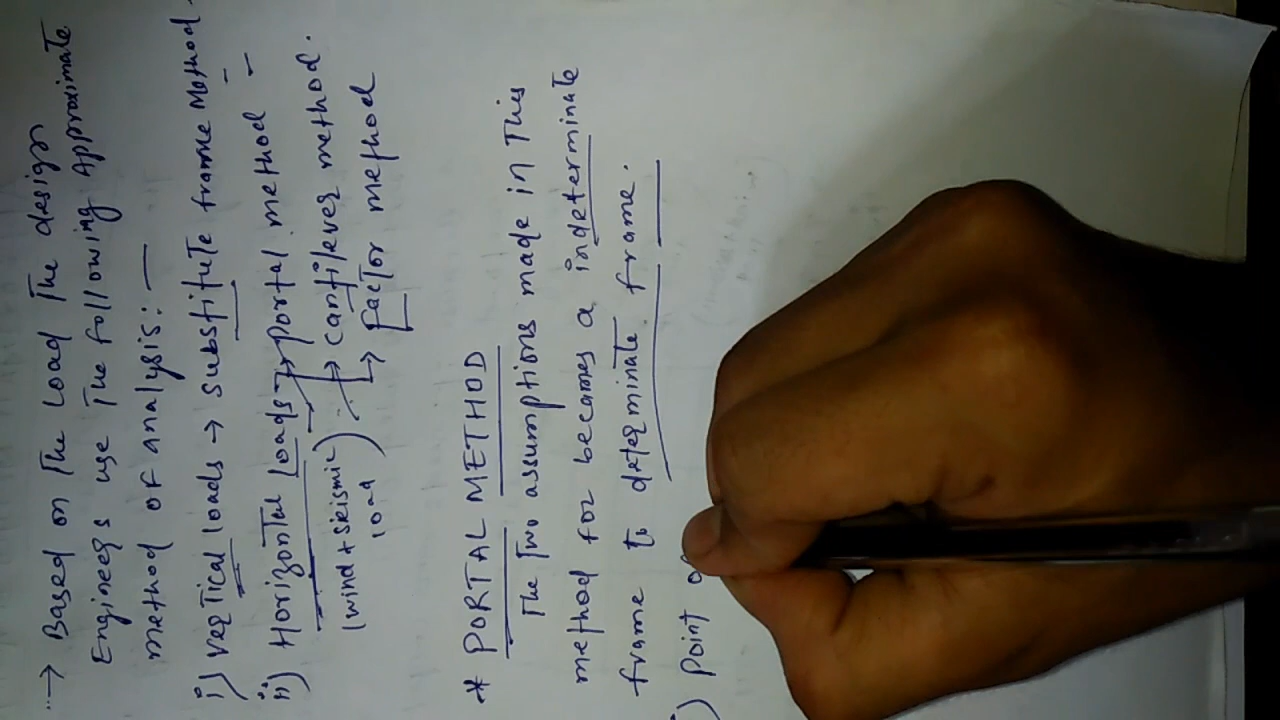 ...→ Based on The Load The design
Engineers use The following Approximate
method of analysis: —
i) vertical loads → substitute frame Method -
ii) Horizontal Loads → portal method -
(wind + seismic → cantilever method.
load) → factor method
* PORTAL METHOD
The Two assumptions made in This
method for becomes a indeterminate
frame to determinate frame.
) point of